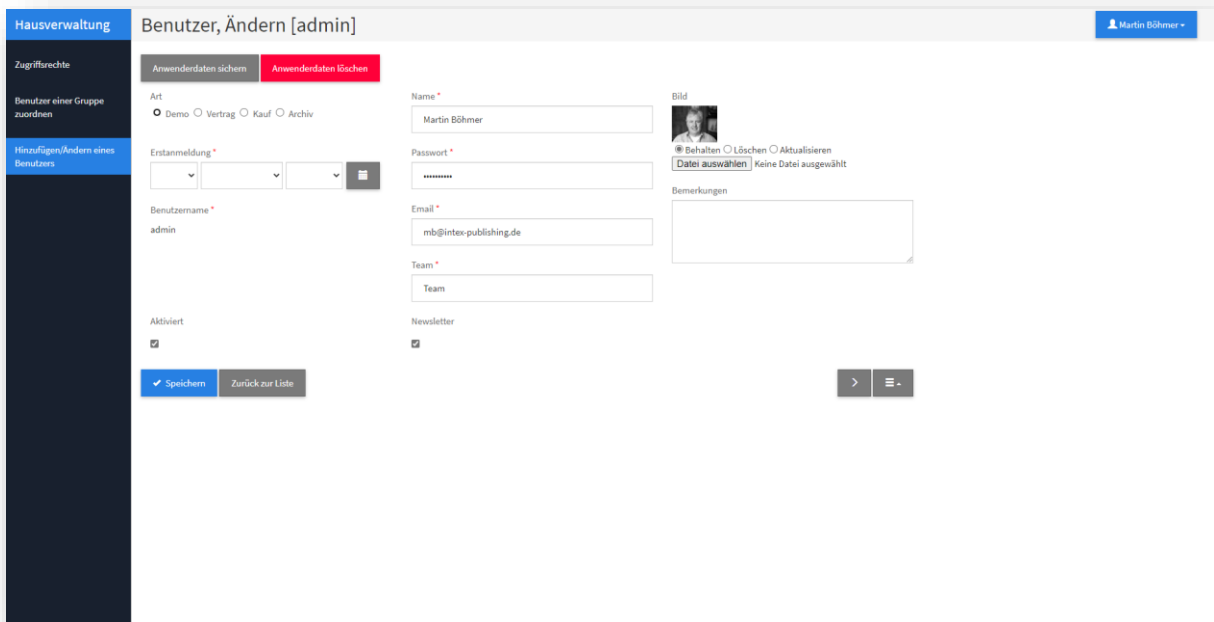 Hausverwaltung
Benutzer, Ändern [admin]
Martin Böhmer
Zugriffsrechte
Benutzer einer Gruppe
zuordnen
Hinzufügen/Ändern eines
Benutzers
Anwenderdaten sichern
Anwenderdaten löschen
Art
Demo Vertrag Kauf Archiv
Erstanmeldung *
Benutzername *
admin
Aktiviert
Name *
Martin Böhmer
Passwort *
••••••••••
Email *
mb@intex-publishing.de
Team *
Team
Newsletter
Bild
Behalten Löschen Aktualisieren
Datei auswählen Keine Datei ausgewählt
Bemerkungen
Speichern
Zurück zur Liste